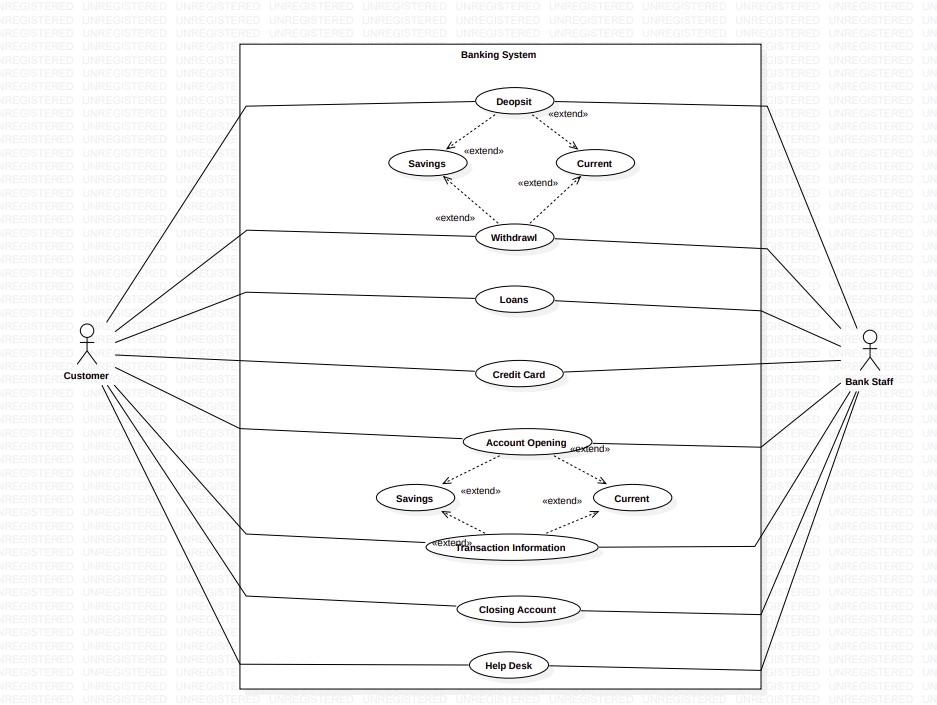 Banking System
Deopsit
«extend»
«extend»
Savings
Current
«extend»
«extend»
Withdrawl
Loans
Customer
Credit Card
Bank Staff
Account Opening
«extend»
«extend»
Savings
Current
«extend»
«extend»
Transaction Information
Closing Account
Help Desk